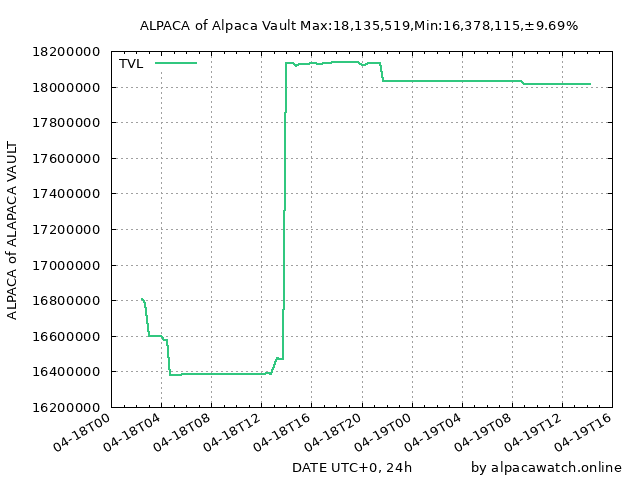 ALPACA of Alpaca Vault Max:18,135,519,Min:16,378,115,±9.69%
TVL
ALPACA of ALAPACA VAULT
18200000
18000000
17800000
17600000
17400000
17200000
17000000
16800000
16600000
16400000
16200000
04-18T00
04-18T04
04-18T08
04-18T12
04-18T16
04-18T20
04-19T00
04-19T04
04-19T08
04-19T12
04-19T16
DATE UTC+0, 24h
by alpacawatch.online